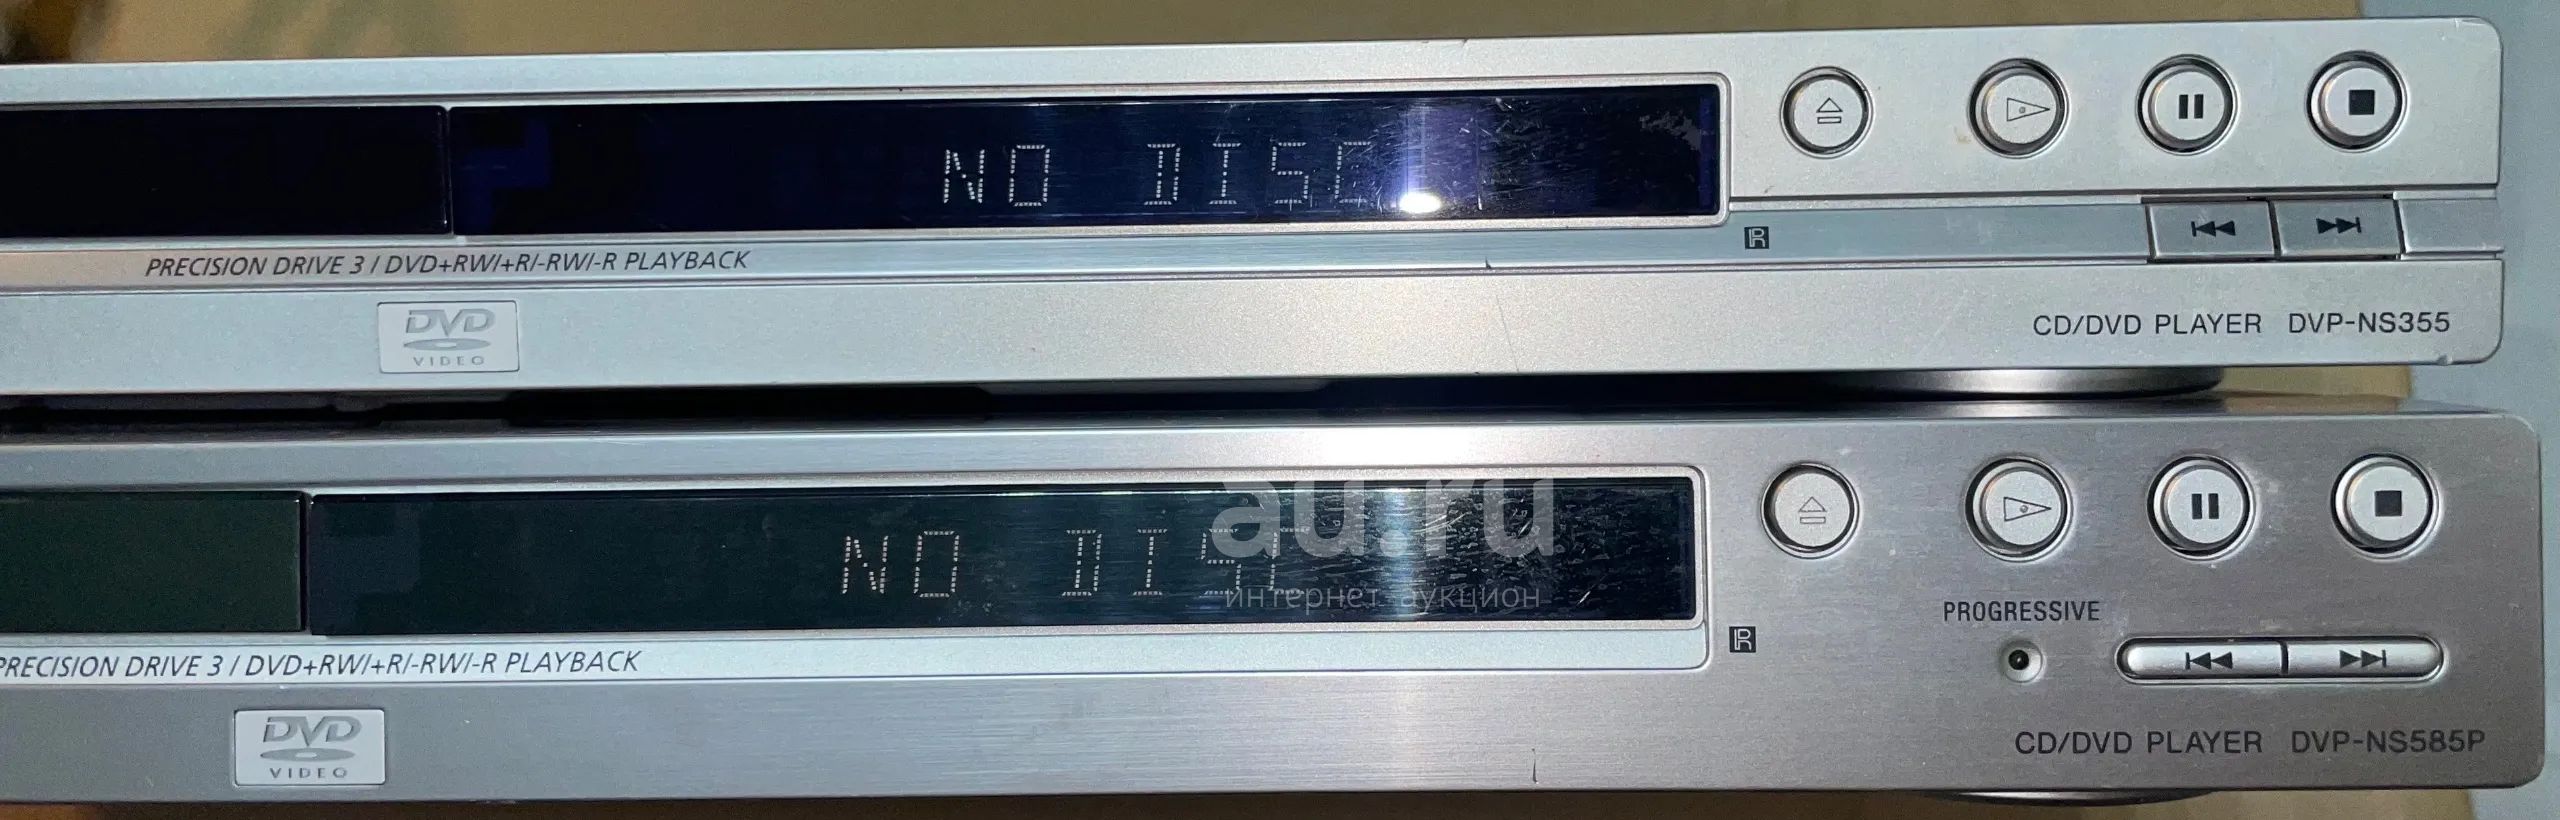 NO DISC
PRECISION DRIVE 3 / DVD+RW/+R/-RW/-R PLAYBACK
DVD
VIDEO
CD/DVD PLAYER DVP-NS355
NO DISC
au.ru
интернет аукцион
PROGRESSIVE
PRECISION DRIVE 3 / DVD+RW/+R/-RW/-R PLAYBACK
DVD
VIDEO
CD/DVD PLAYER DVP-NS585P